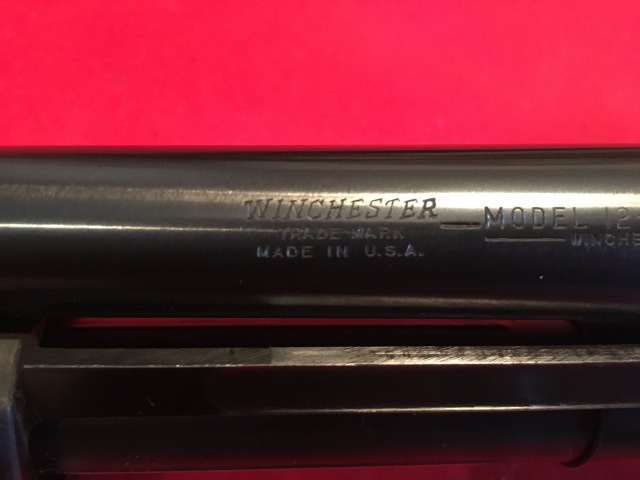 WINCHESTER
TRADE MARK
MADE IN U.S.A.
—MODEL 12